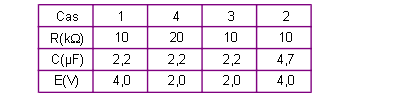 Cas 1 4 3 2
R(kΩ) 10 20 10 10
C(µF) 2,2 2,2 2,2 4,7
E(V) 4,0 2,0 2,0 4,0